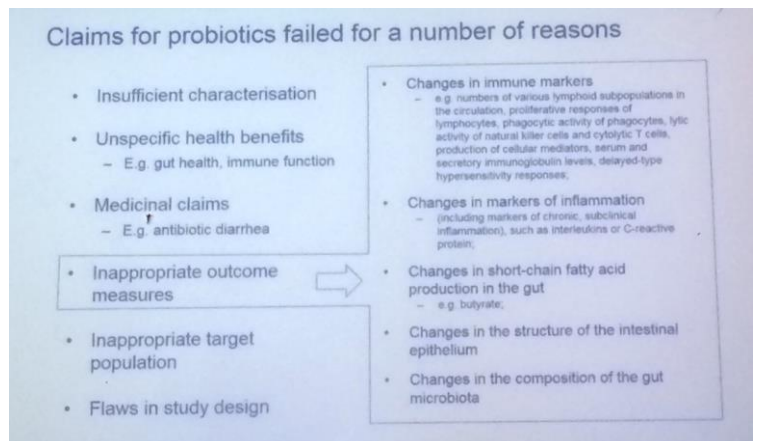 Claims for probiotics failed for a number of reasons
• Insufficient characterisation
• Unspecific health benefits
– E.g. gut health, immune function
• Medicinal claims
– E.g. antibiotic diarrhea
• Inappropriate outcome
measures
• Inappropriate target
population
• Flaws in study design
• Changes in immune markers
– e.g. numbers of various lymphoid subpopulations in
the circulation, proliferative responses of
lymphocytes, phagocytic activity of phagocytes, lytic
activity of natural killer cells and cytolytic T cells,
production of cellular mediators, serum and
secretory immunoglobulin levels, delayed-type
hypersensitivity responses;
• Changes in markers of inflammation
– (including markers of chronic, subclinical
inflammation), such as interleukins or C-reactive
protein;
• Changes in short-chain fatty acid
production in the gut
– e.g. butyrate;
• Changes in the structure of the intestinal
epithelium
• Changes in the composition of the gut
microbiota